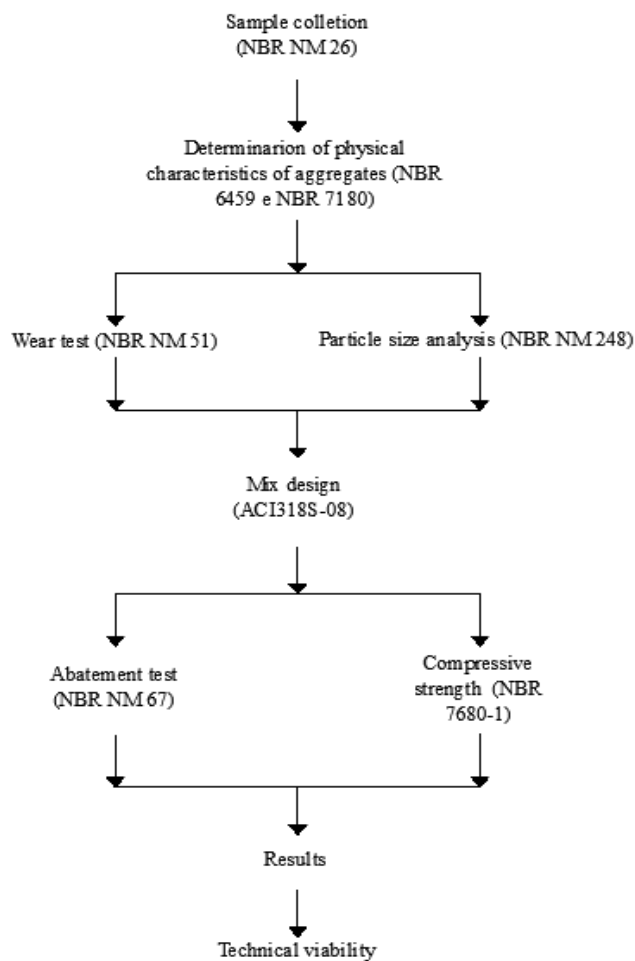 Sample colletion
(NBR NM 26)
Determinarion of physical
characteristics of aggregates (NBR
6459 e NBR 7180)
Wear test (NBR NM 51)
Particle size analysis (NBR NM 248)
Mix design
(ACI318S-08)
Abatement test
(NBR NM 67)
Compressive
strength (NBR
7680-1)
Results
Technical viability